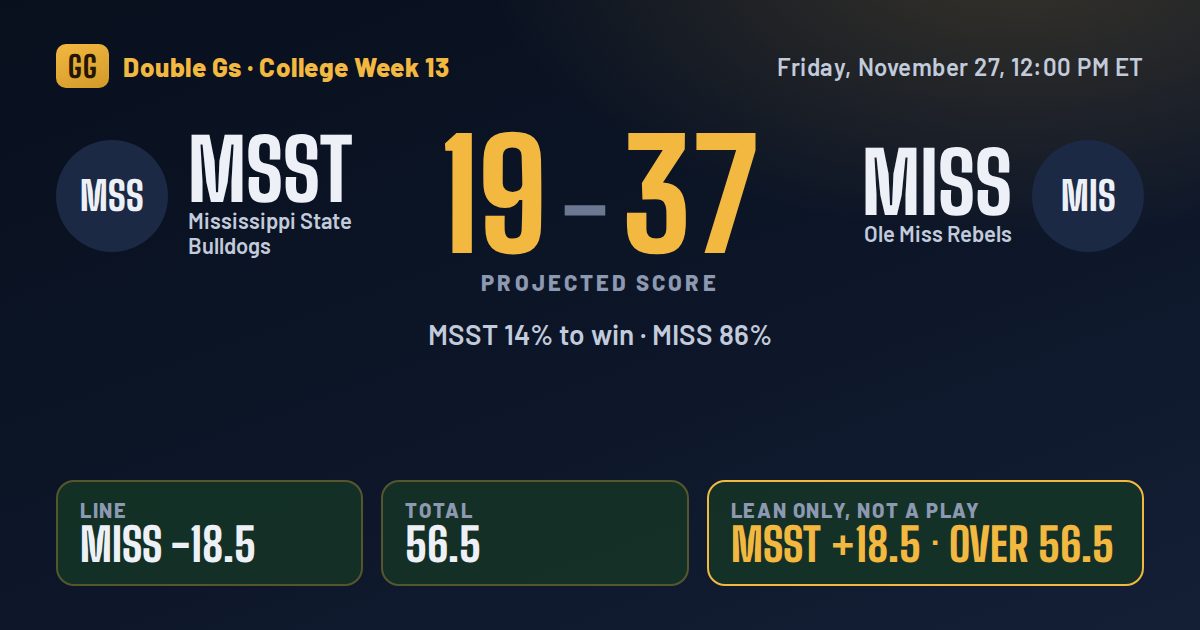 GG
Double Gs · College Week 13
Friday, November 27, 12:00 PM ET
MSS
MSST
Mississippi State
Bulldogs
19 – 37
MISS
Ole Miss Rebels
MIS
PROJECTED SCORE
MSST 14% to win · MISS 86%
LINE
MISS −18.5
TOTAL
56.5
LEAN ONLY, NOT A PLAY
MSST +18.5 · OVER 56.5